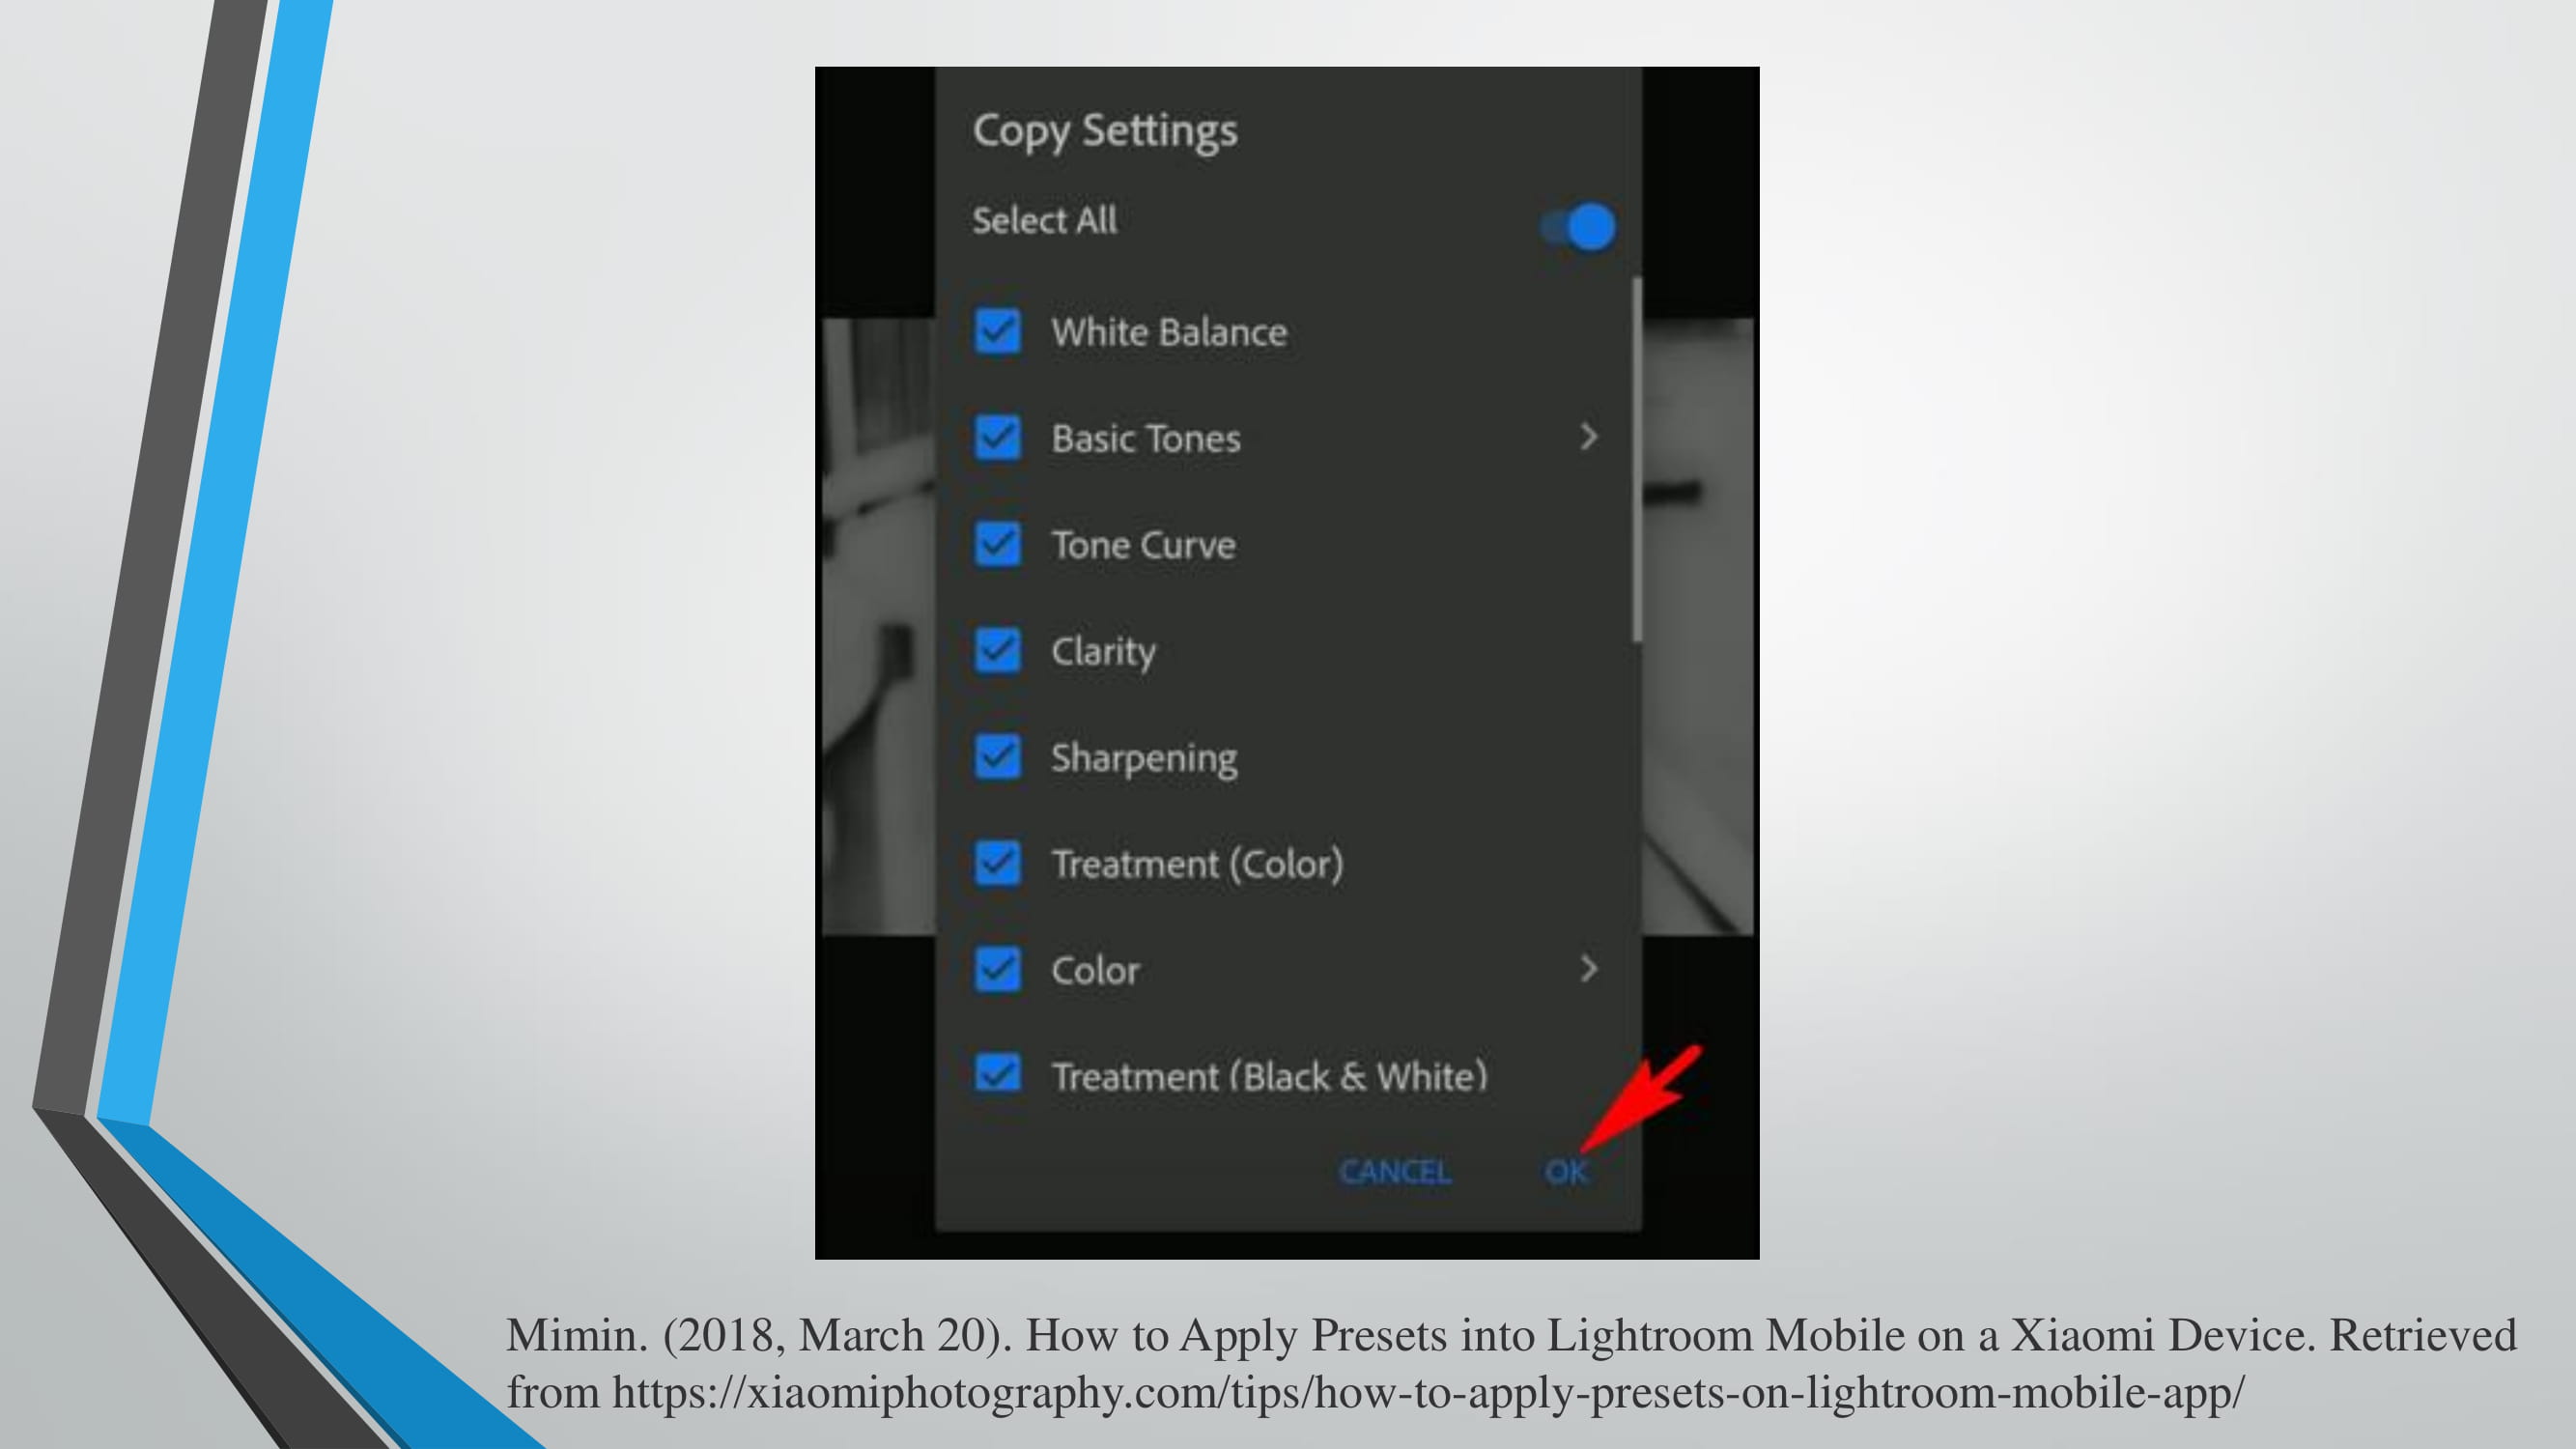 Copy Settings
Select All
White Balance
Basic Tones
Tone Curve
Clarity
Sharpening
Treatment (Color)
Color
Treatment (Black & White)
CANCEL OK
Mimin. (2018, March 20). How to Apply Presets into Lightroom Mobile on a Xiaomi Device. Retrieved
from https://xiaomiphotography.com/tips/how-to-apply-presets-on-lightroom-mobile-app/